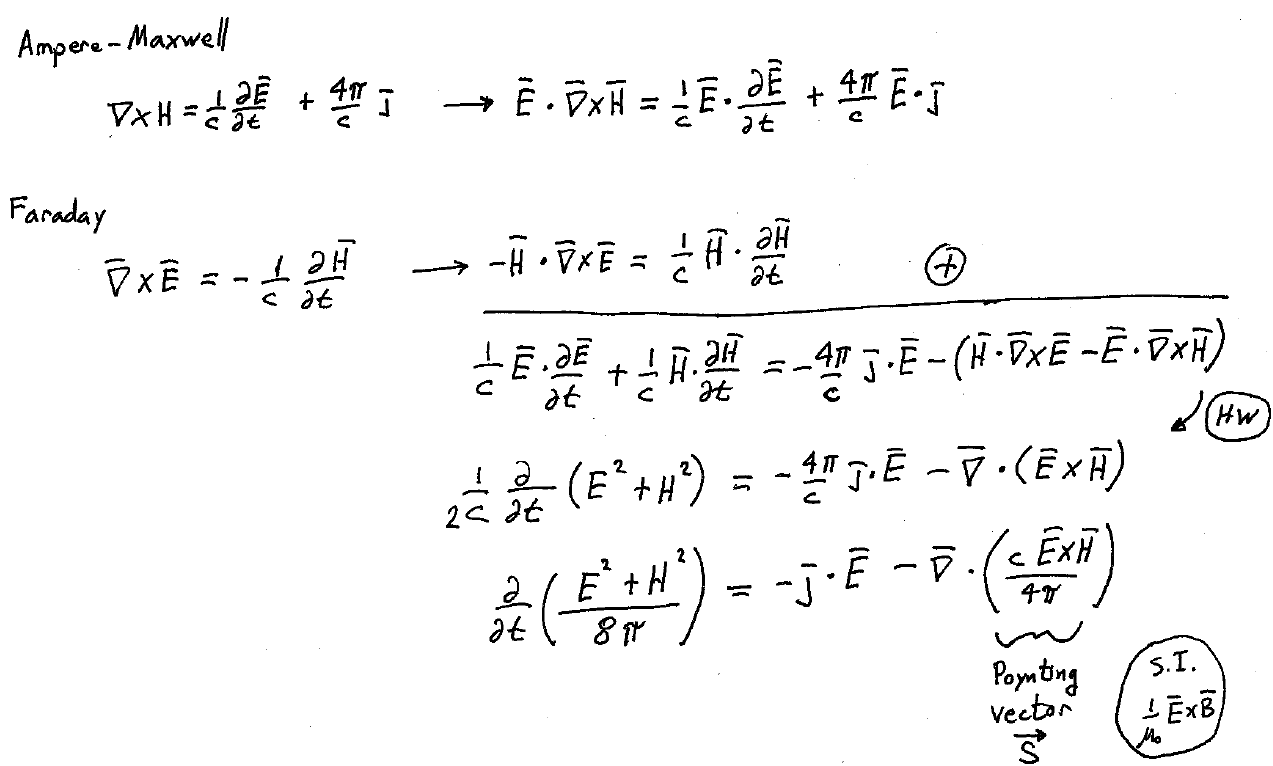 Ampere-Maxwell
∇×H = 1/c ∂Ē/∂t + 4π/c j̄ → Ē · ∇̄×H̄ = 1/c Ē · ∂Ē/∂t + 4π/c Ē · j̄
Faraday
∇̄×Ē = - 1/c ∂H̄/∂t → -H̄ · ∇̄×Ē = 1/c H̄ · ∂H̄/∂t ⊕
1/c Ē · ∂Ē/∂t + 1/c H̄ · ∂H̄/∂t = - 4π/c j̄ · Ē - (H̄ · ∇̄×Ē - Ē · ∇̄×H̄)
HW
1/2c ∂/∂t (E² + H²) = - 4π/c j̄ · Ē - ∇̄ · (Ē×H̄)
∂/∂t ((E² + H²)/8π) = - j̄ · Ē - ∇̄ · (c Ē×H̄/4π)
Poynting
vector
S⃗
S.I.
1/μ₀ Ē×B̄